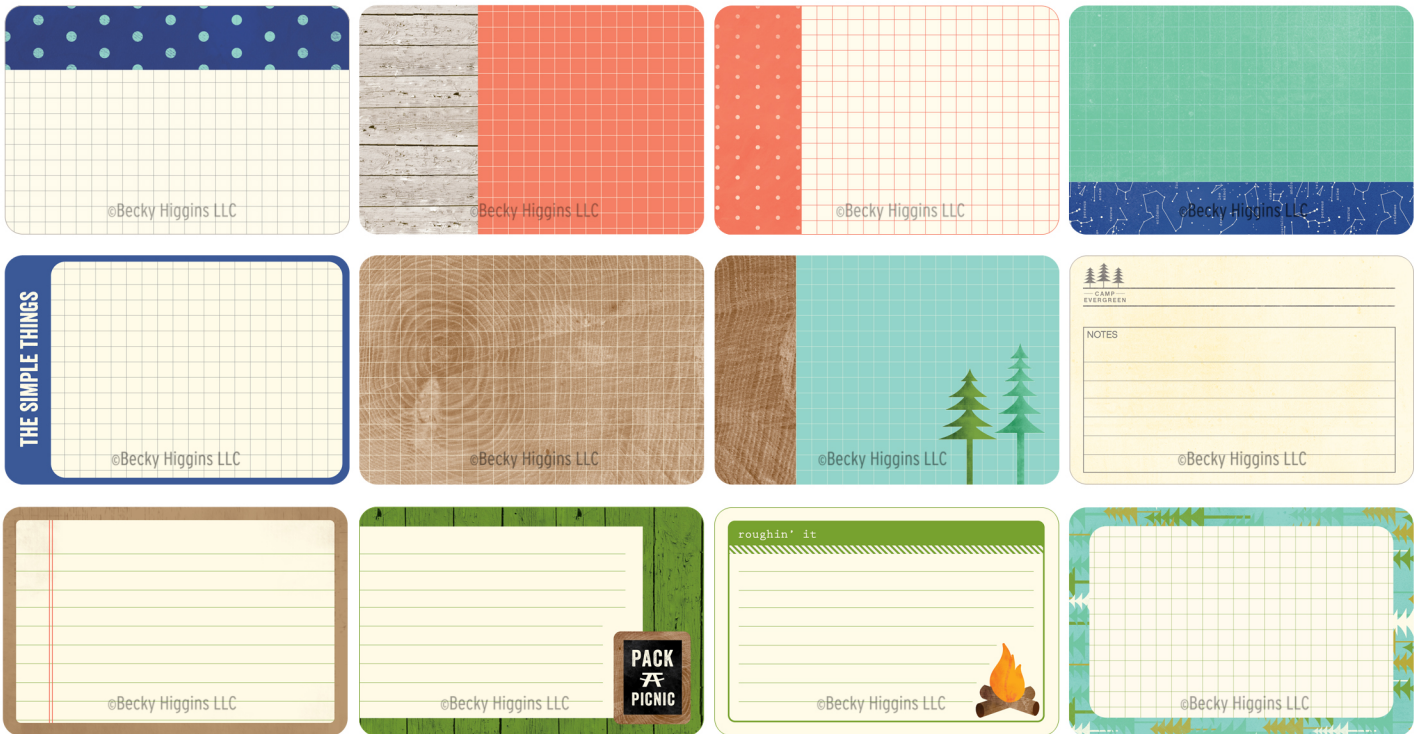 ©Becky Higgins LLC
©Becky Higgins LLC
©Becky Higgins LLC
©Becky Higgins LLC
THE SIMPLE THINGS
©Becky Higgins LLC
©Becky Higgins LLC
©Becky Higgins LLC
CAMP
EVERGREEN
NOTES
©Becky Higgins LLC
©Becky Higgins LLC
PACK
A
PICNIC
©Becky Higgins LLC
roughin' it
©Becky Higgins LLC
©Becky Higgins LLC